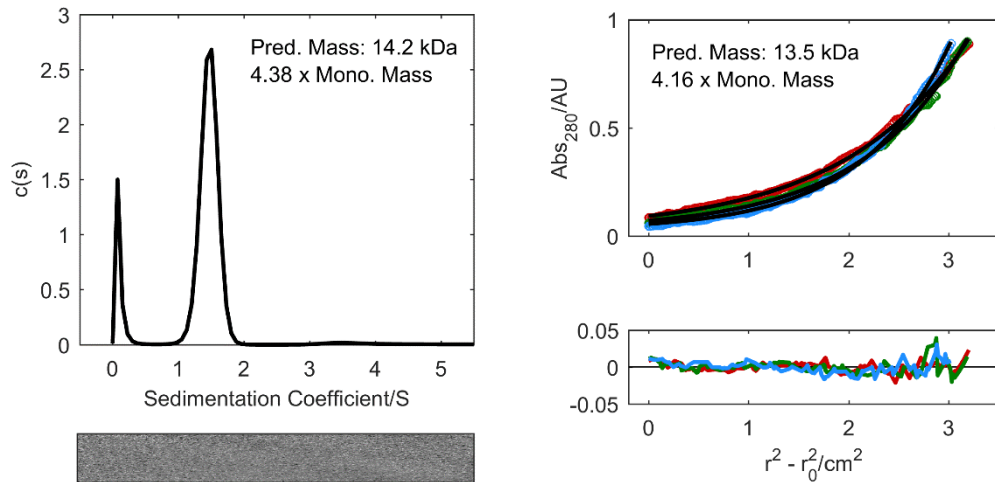 3
2.5
2
1.5
1
0.5
0
c(s)
Pred. Mass: 14.2 kDa
4.38 x Mono. Mass
0 1 2 3 4 5
Sedimentation Coefficient/S
1
0.5
0
Abs280/AU
Pred. Mass: 13.5 kDa
4.16 x Mono. Mass
0 1 2 3
0.05
0
-0.05
0 1 2 3
r² - r₀²/cm²